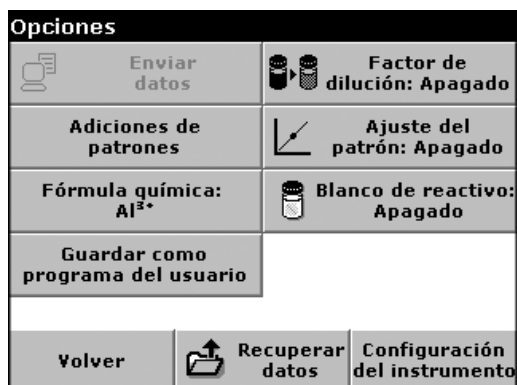 Opciones
Enviar
datos
Factor de
dilución: Apagado
Adiciones de
patrones
Ajuste del
patrón: Apagado
Fórmula química:
Al³⁺
Blanco de reactivo:
Apagado
Guardar como
programa del usuario
Volver
Recuperar
datos
Configuración
del instrumento